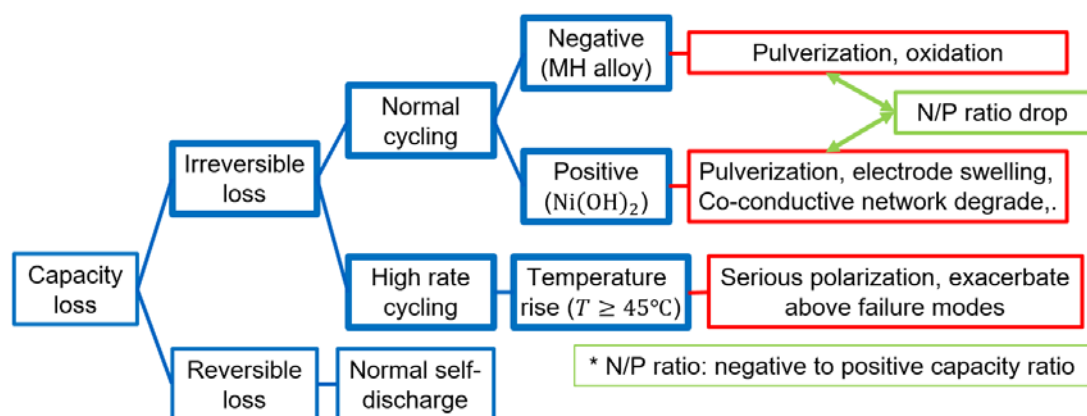 Capacity
loss
Irreversible
loss
Reversible
loss
Normal
cycling
High rate
cycling
Normal self-
discharge
Negative
(MH alloy)
Positive
(Ni(OH)₂)
Temperature
rise (T ≥ 45℃)
Pulverization, oxidation
N/P ratio drop
Pulverization, electrode swelling,
Co-conductive network degrade,.
Serious polarization, exacerbate
above failure modes
* N/P ratio: negative to positive capacity ratio